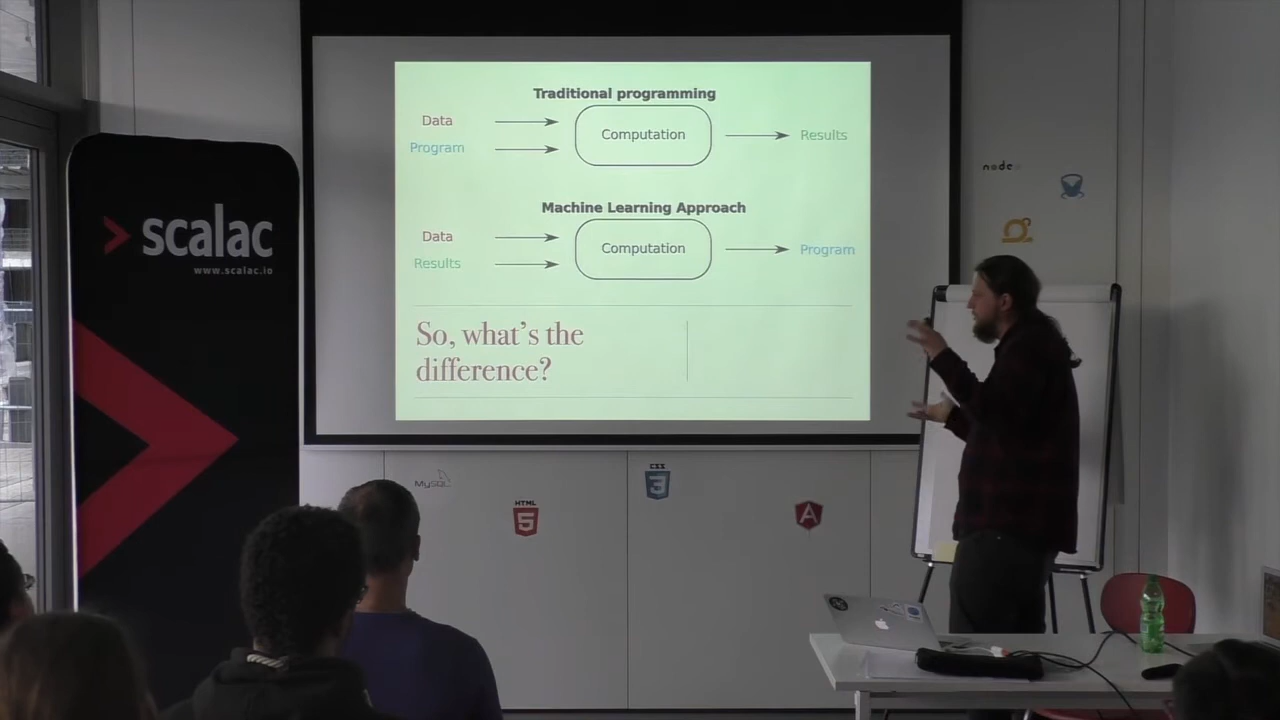 Traditional programming
Data
Program
Computation
Results
Machine Learning Approach
Data
Results
Computation
Program
So, what's the
difference?
scalac
www.scalac.io
node
MySQL
HTML
5
CSS
3
A